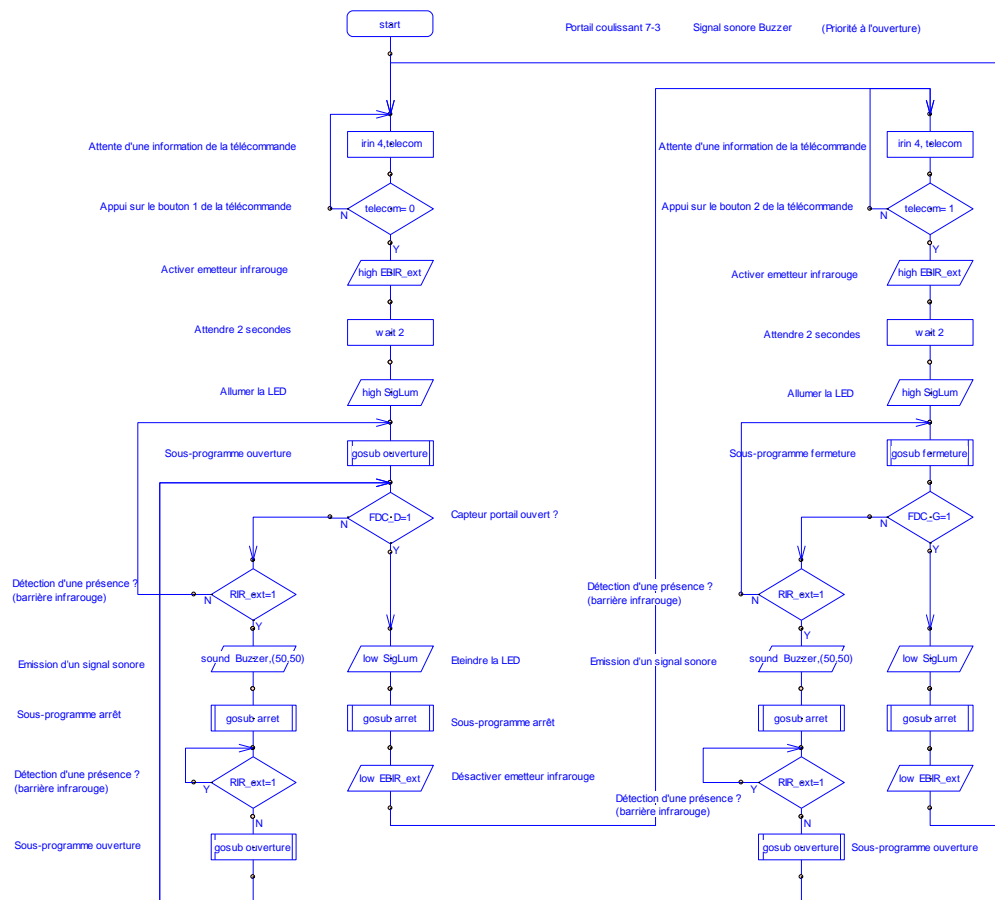 start
Portail coulissant 7-3 Signal sonore Buzzer (Priorité à l'ouverture)
Attente d'une information de la télécommande
irin 4,telecom
Appui sur le bouton 1 de la télécommande
telecom= 0
N
Y
Activer emetteur infrarouge
high EBIR_ext
Attendre 2 secondes
wait 2
Allumer la LED
high SigLum
Sous-programme ouverture
gosub ouverture
FDC_D=1
Capteur portail ouvert ?
N
Y
Détection d'une présence ?
(barrière infrarouge)
RIR_ext=1
N
Y
Emission d'un signal sonore
sound Buzzer,(50,50)
low SigLum
Eteindre la LED
Sous-programme arrêt
gosub arret
gosub arret
Sous-programme arrêt
Détection d'une présence ?
(barrière infrarouge)
RIR_ext=1
Y
N
low EBIR_ext
Désactiver emetteur infrarouge
Sous-programme ouverture
gosub ouverture
Attente d'une information de la télécommande
irin 4, telecom
Appui sur le bouton 2 de la télécommande
telecom= 1
N
Y
Activer emetteur infrarouge
high EBIR_ext
Attendre 2 secondes
wait 2
Allumer la LED
high SigLum
Sous-programme fermeture
gosub fermeture
FDC_G=1
N
Y
Détection d'une présence ?
(barrière infrarouge)
RIR_ext=1
N
Y
Emission d'un signal sonore
sound Buzzer,(50,50)
low SigLum
gosub arret
gosub arret
RIR_ext=1
Y
N
low EBIR_ext
Détection d'une présence ?
(barrière infrarouge)
gosub ouverture
Sous-programme ouverture